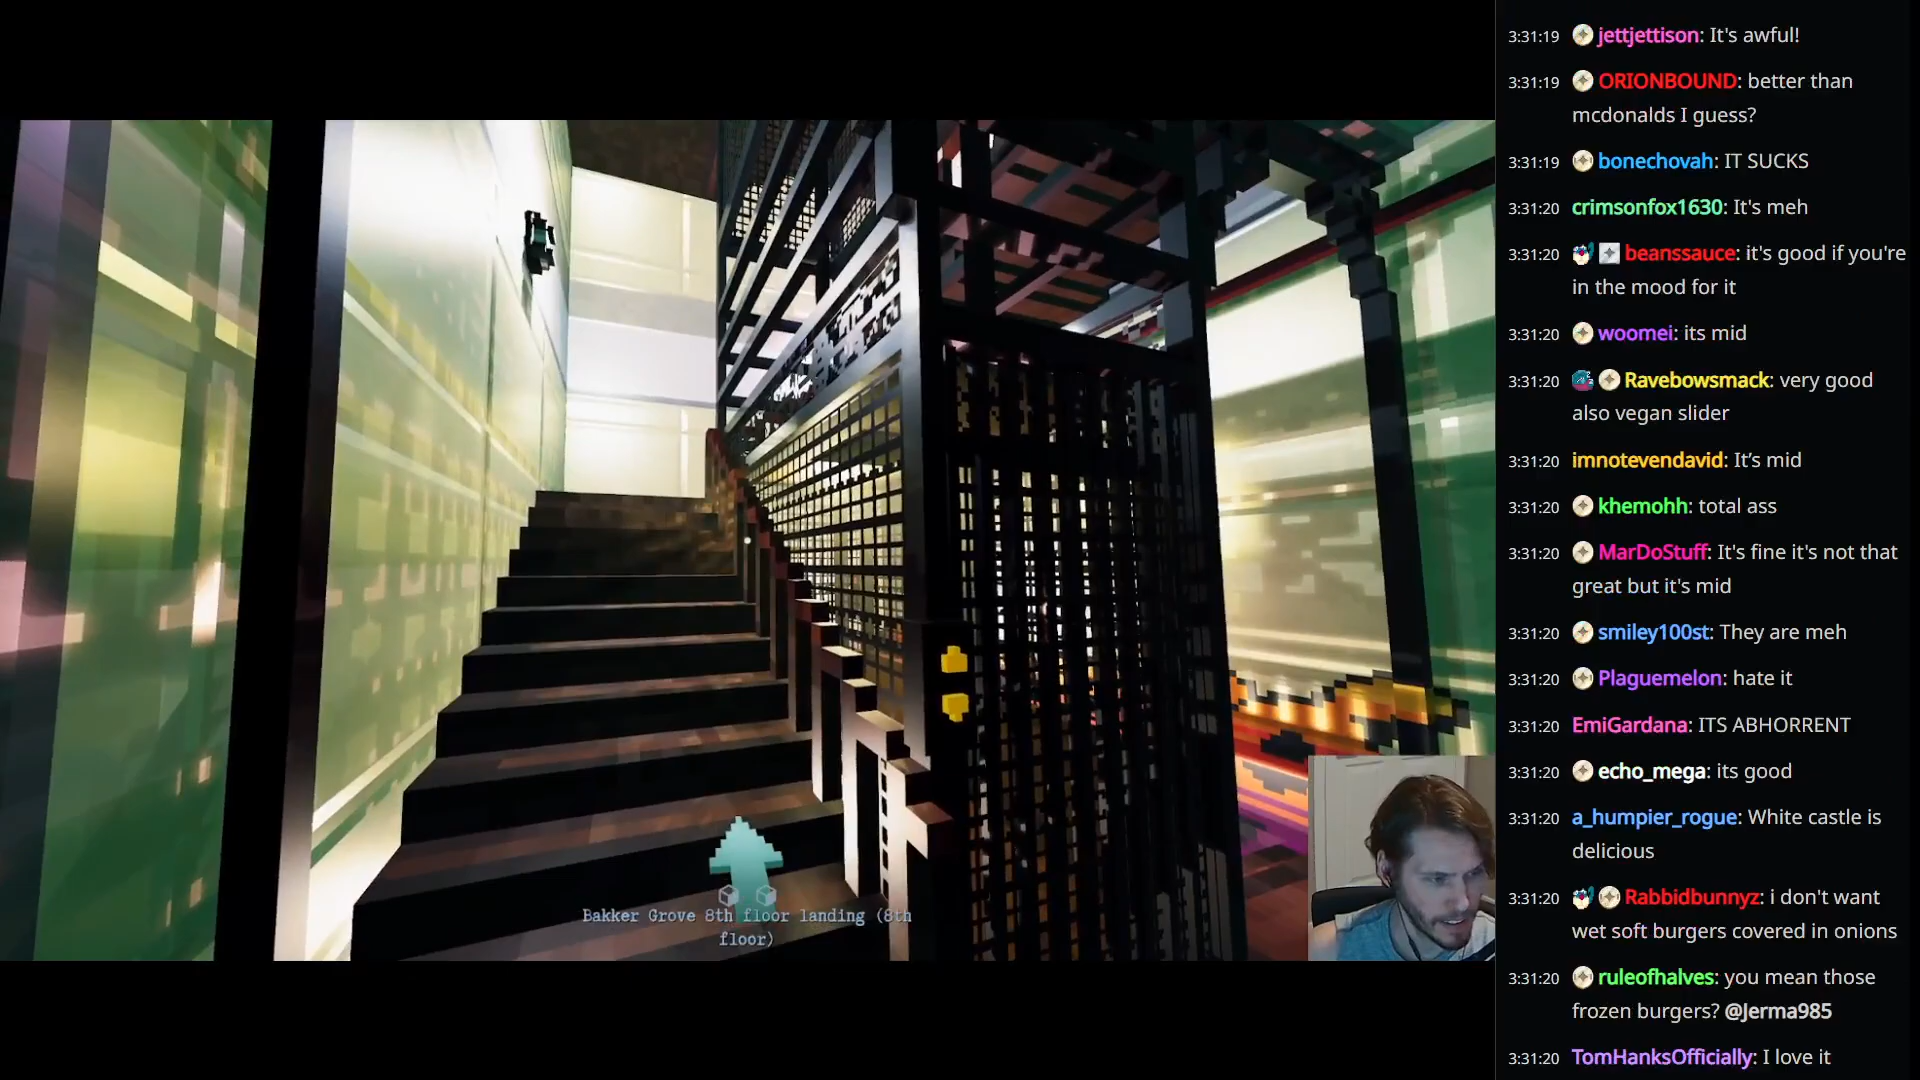 Bakker Grove 8th floor landing (8th
floor)
3:31:19 jettjettison: It's awful!
3:31:19 ORIONBOUND: better than
mcdonalds I guess?
3:31:19 bonechovah: IT SUCKS
3:31:20 crimsonfox1630: It's meh
3:31:20 beanssauce: it's good if you're
in the mood for it
3:31:20 woomei: its mid
3:31:20 Ravebowsmack: very good
also vegan slider
3:31:20 imnotevendavid: It’s mid
3:31:20 khemohh: total ass
3:31:20 MarDoStuff: It's fine it's not that
great but it's mid
3:31:20 smiley100st: They are meh
3:31:20 Plaguemelon: hate it
3:31:20 EmiGardana: ITS ABHORRENT
3:31:20 echo_mega: its good
3:31:20 a_humpier_rogue: White castle is
delicious
3:31:20 Rabbidbunnyz: i don't want
wet soft burgers covered in onions
3:31:20 ruleofhalves: you mean those
frozen burgers? @Jerma985
3:31:20 TomHanksOfficially: I love it